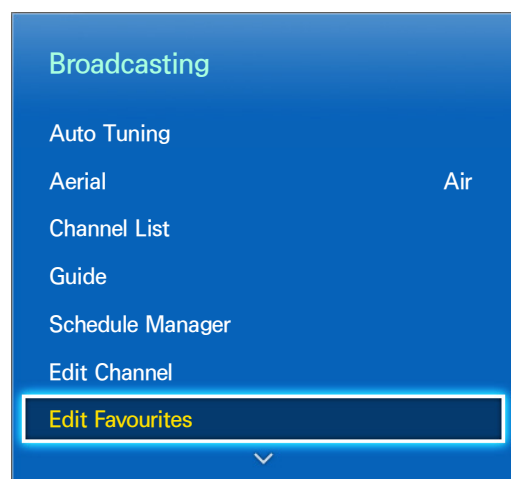 Broadcasting
Auto Tuning
Aerial Air
Channel List
Guide
Schedule Manager
Edit Channel
Edit Favourites